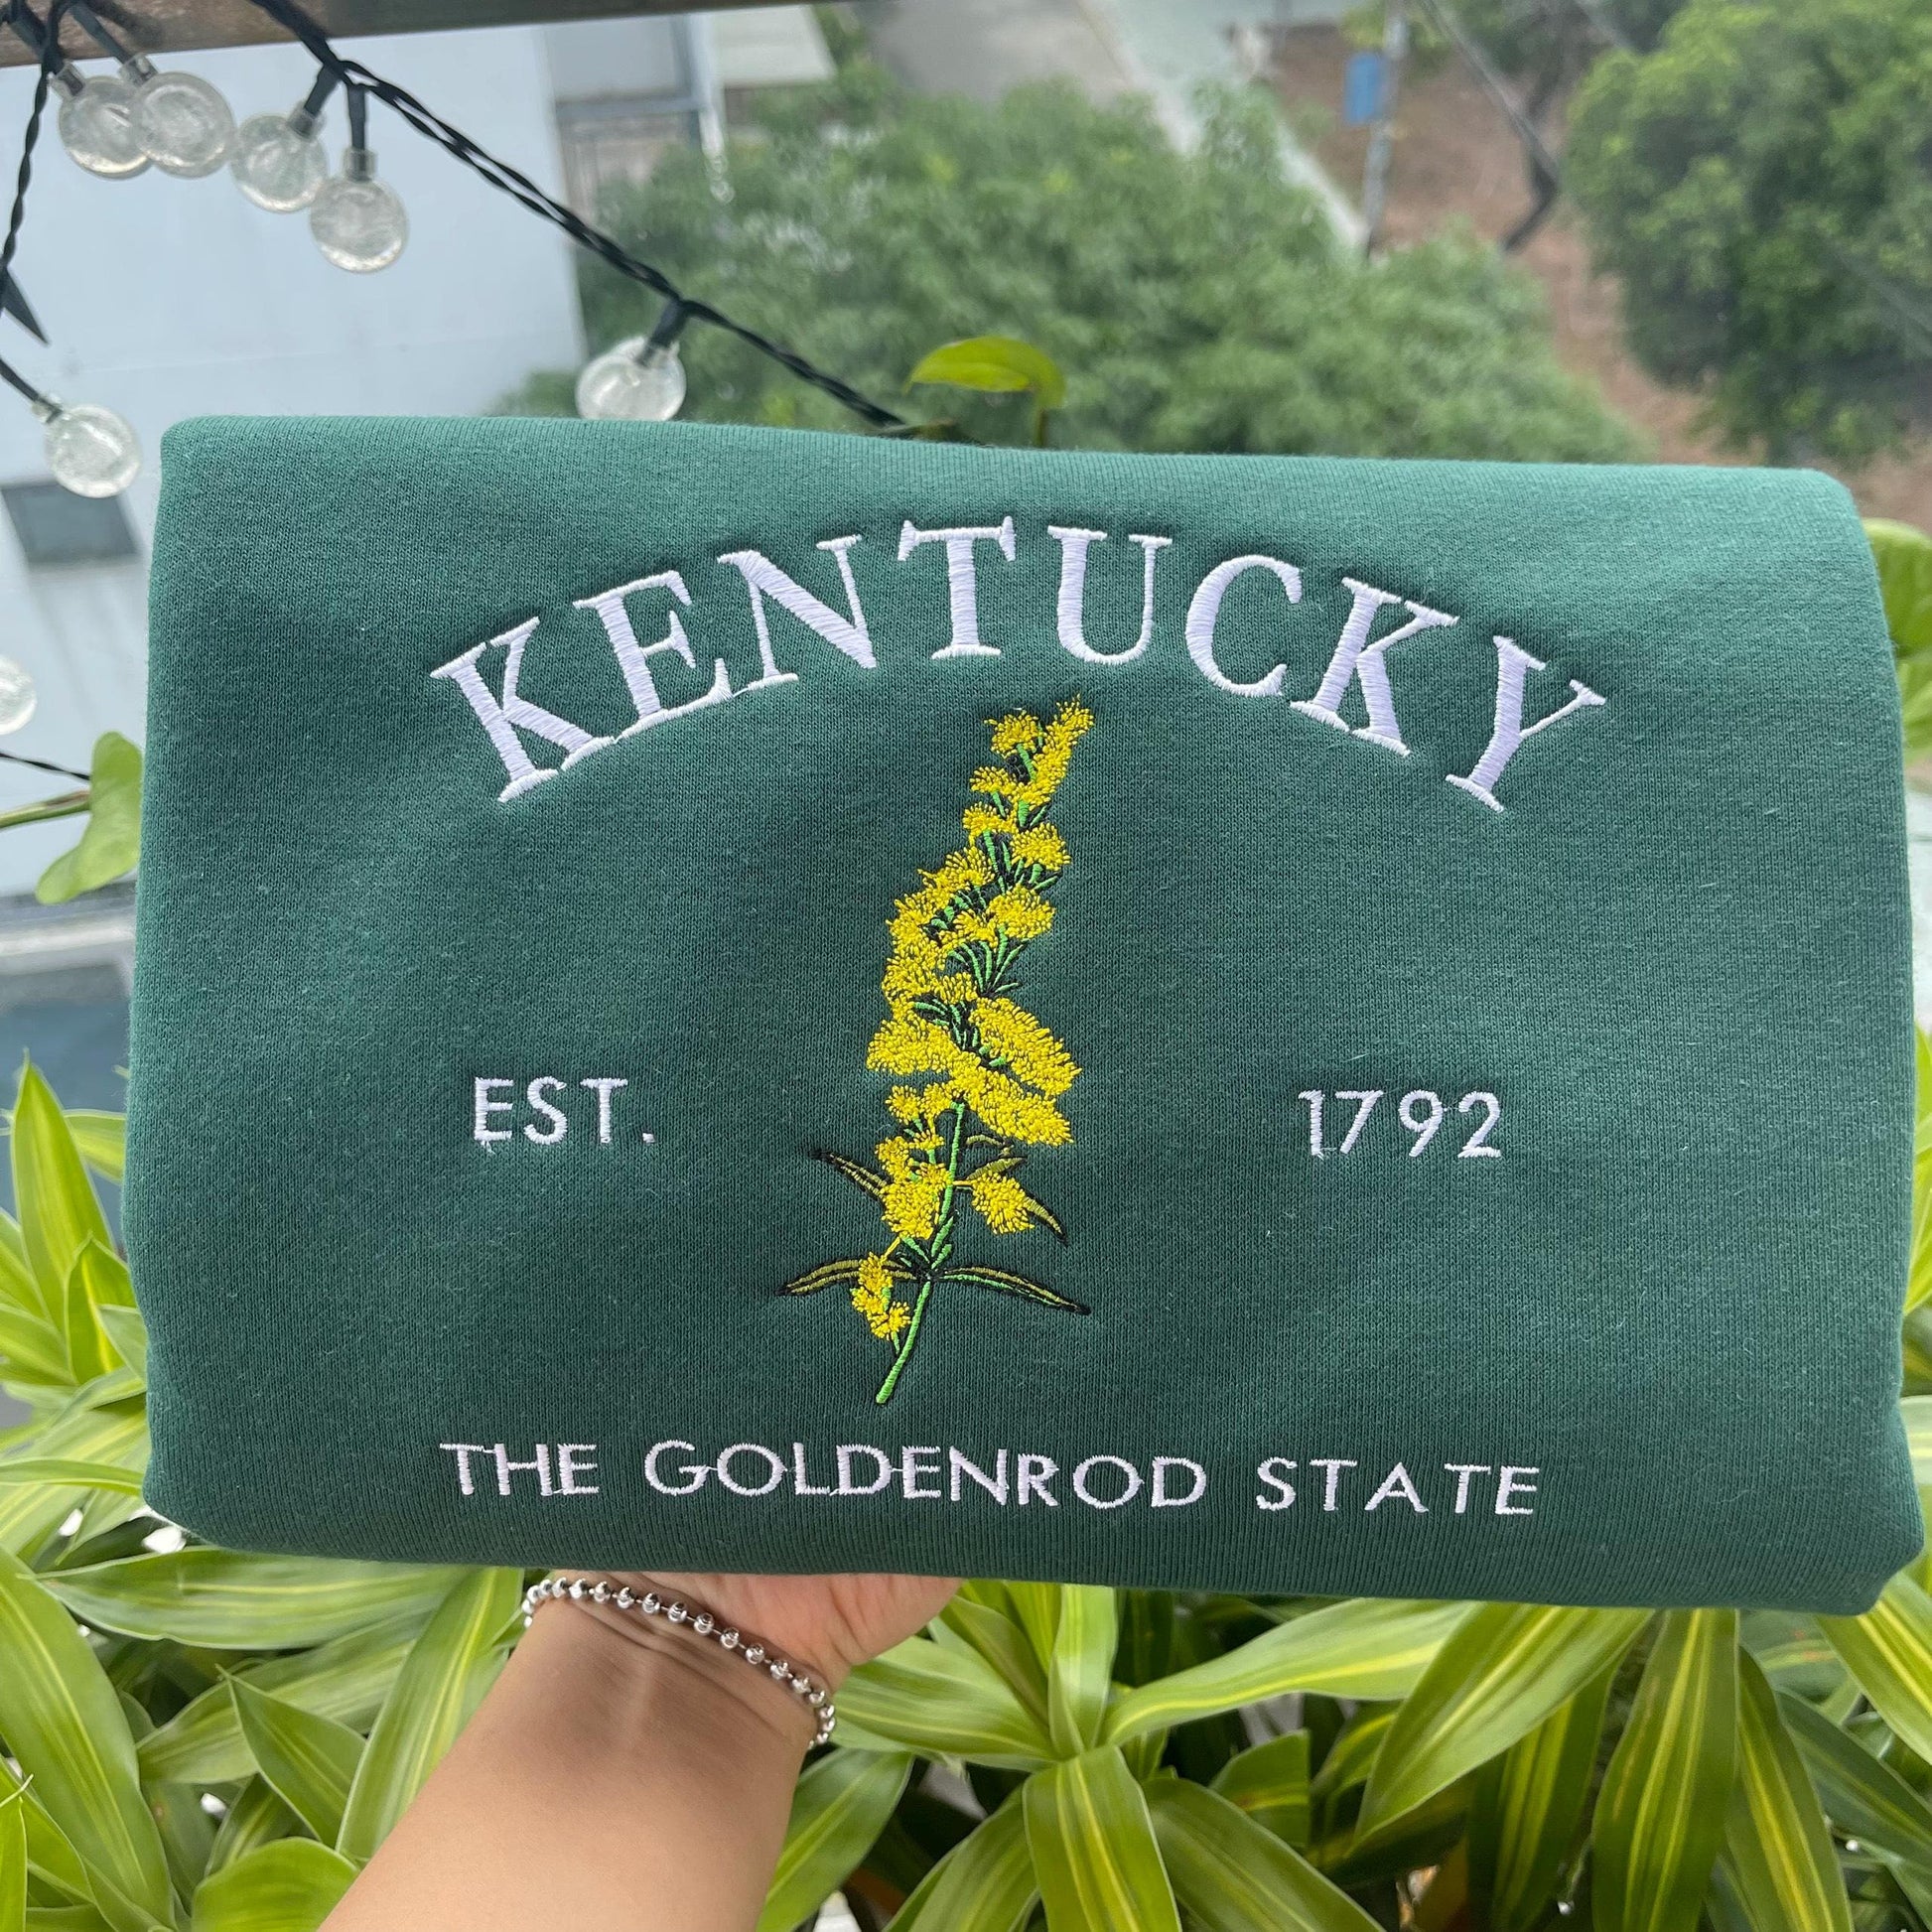 KENTUCKY
EST. 1792
THE GOLDENROD STATE